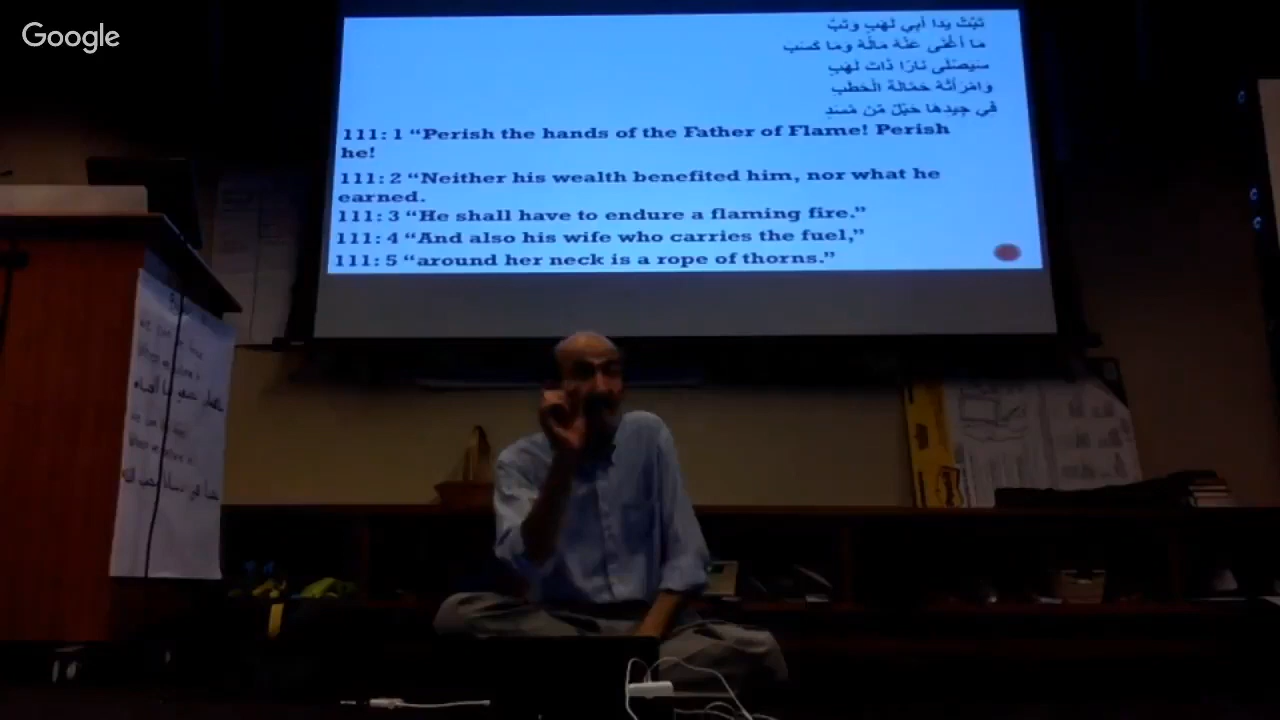 Google
تَبَّتْ يَدَا أَبِي لَهَبٍ وَتَبَّ
مَا أَغْنَى عَنْهُ مَالُهُ وَمَا كَسَبَ
سَيَصْلَى نَارًا ذَاتَ لَهَبٍ
وَامْرَأَتُهُ حَمَّالَةَ الْحَطَبِ
فِي جِيدِهَا حَبْلٌ مِّن مَّسَدٍ
111: 1 “Perish the hands of the Father of Flame! Perish
he!
111: 2 “Neither his wealth benefited him, nor what he
earned.
111: 3 “He shall have to endure a flaming fire.”
111: 4 “And also his wife who carries the fuel,”
111: 5 “around her neck is a rope of thorns.”